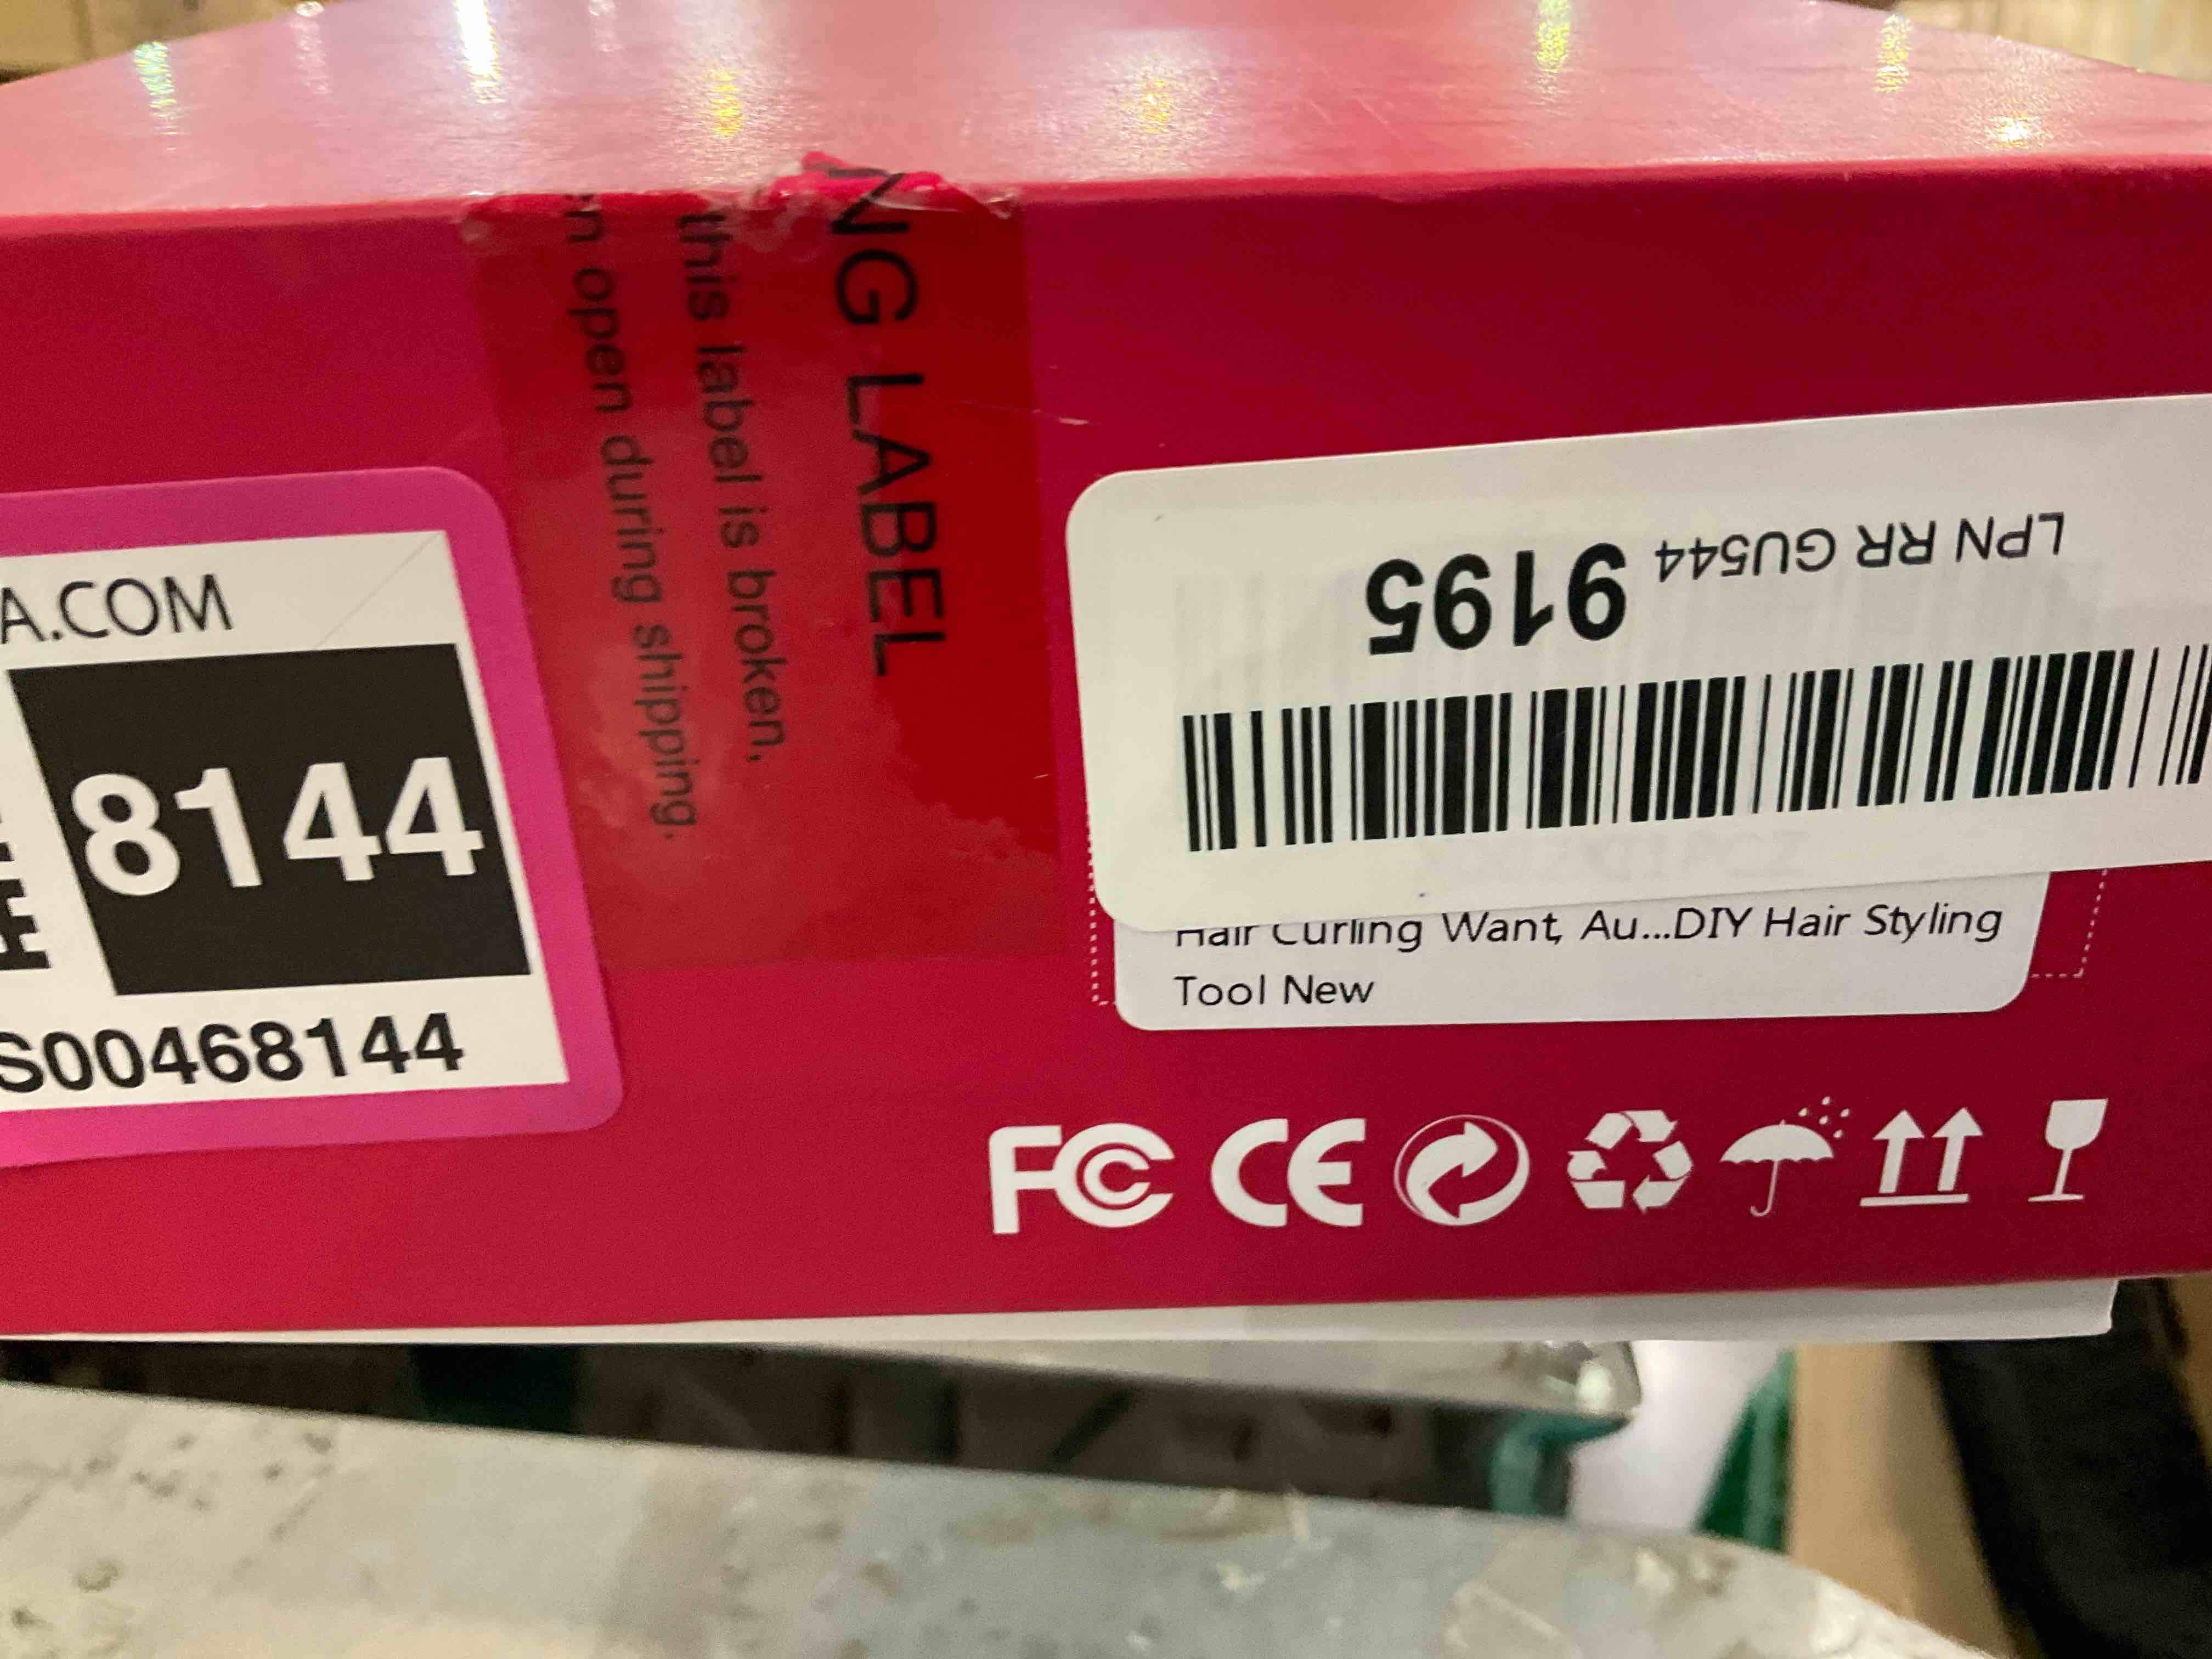 A.COM
8144
S00468144
NG LABEL
this label is broken,
n open during shipping.
LPN RR GU544 9195
Hair Curling Want, Au...DIY Hair Styling
Tool New
FC CE